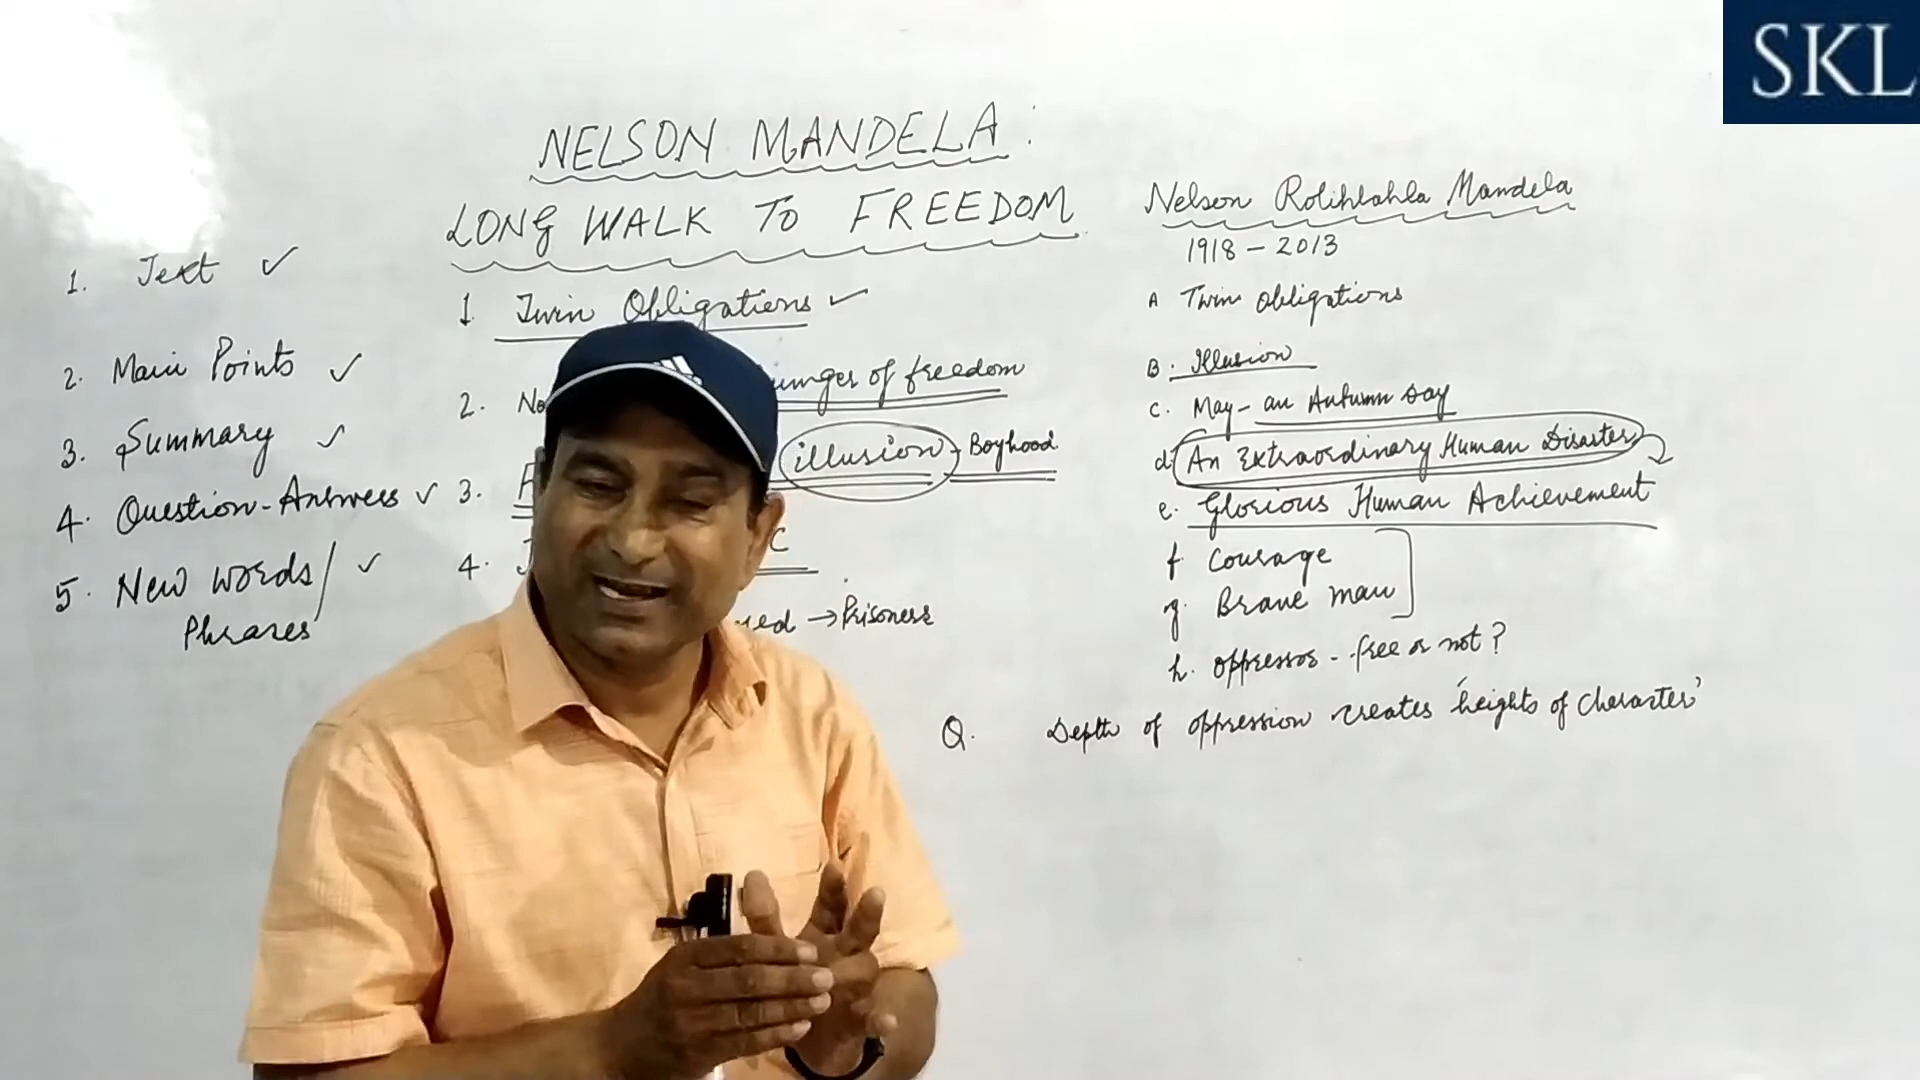 SKL
NELSON MANDELA:
LONG WALK TO FREEDOM
1. Text ✓
2. Main Points ✓
3. Summary ✓
4. Question-Answers ✓
5. New words/ ✓
Phrases
1. Twin Obligations ✓
2. hunger of freedom
3. illusion - Boyhood
4.
→ Prisoners
Nelson Rolihlahla Mandela
1918 - 2013
A Twin obligations
B. Illusion
C. May - an Autumn Day
d. An Extraordinary Human Disaster
e. Glorious Human Achievement
f. Courage
g. Brave man
h. oppressor - free or not?
Q. Depth of oppression creates 'heights of character'